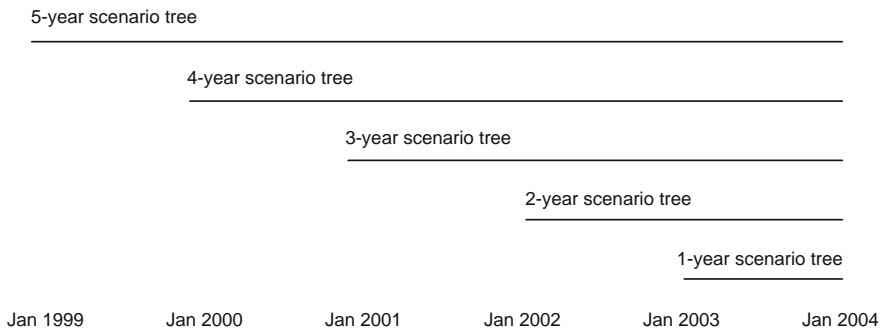 5-year scenario tree
4-year scenario tree
3-year scenario tree
2-year scenario tree
1-year scenario tree
Jan 1999 Jan 2000 Jan 2001 Jan 2002 Jan 2003 Jan 2004